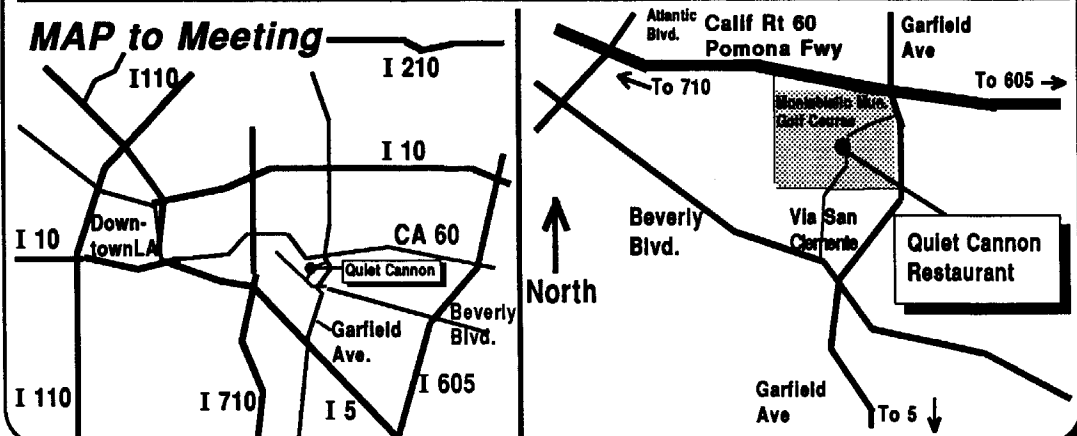 MAP to Meeting
I110
I 210
I 10
Down-
townLA
I 10
CA 60
Quiet Cannon
Beverly
Blvd.
Garfield
Ave.
I 110
I 710
I 5
I 605
Atlantic
Blvd.
Calif Rt 60
Pomona Fwy
Garfield
Ave
To 710
To 605
Golf Course
Beverly
Blvd.
Via San
Clemente
Quiet Cannon
Restaurant
North
Garfield
Ave
To 5